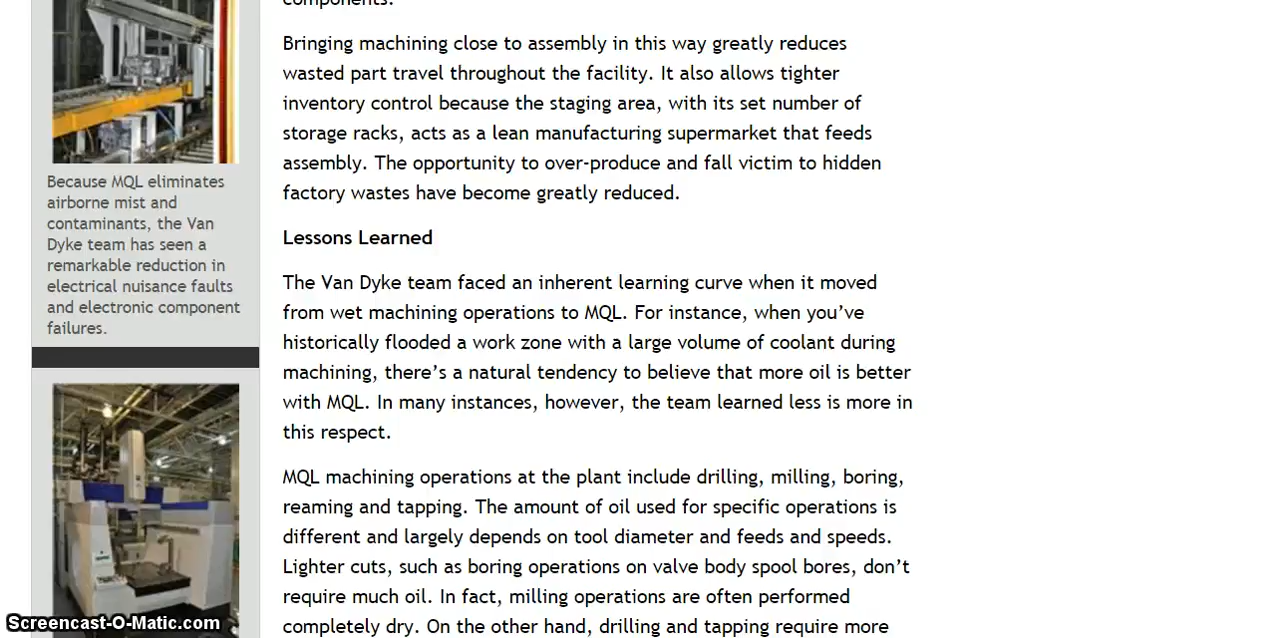 components.
Bringing machining close to assembly in this way greatly reduces
wasted part travel throughout the facility. It also allows tighter
inventory control because the staging area, with its set number of
storage racks, acts as a lean manufacturing supermarket that feeds
assembly. The opportunity to over-produce and fall victim to hidden
factory wastes have become greatly reduced.
Lessons Learned
The Van Dyke team faced an inherent learning curve when it moved
from wet machining operations to MQL. For instance, when you’ve
historically flooded a work zone with a large volume of coolant during
machining, there’s a natural tendency to believe that more oil is better
with MQL. In many instances, however, the team learned less is more in
this respect.
MQL machining operations at the plant include drilling, milling, boring,
reaming and tapping. The amount of oil used for specific operations is
different and largely depends on tool diameter and feeds and speeds.
Lighter cuts, such as boring operations on valve body spool bores, don’t
require much oil. In fact, milling operations are often performed
completely dry. On the other hand, drilling and tapping require more
Because MQL eliminates
airborne mist and
contaminants, the Van
Dyke team has seen a
remarkable reduction in
electrical nuisance faults
and electronic component
failures.
Screencast-O-Matic.com